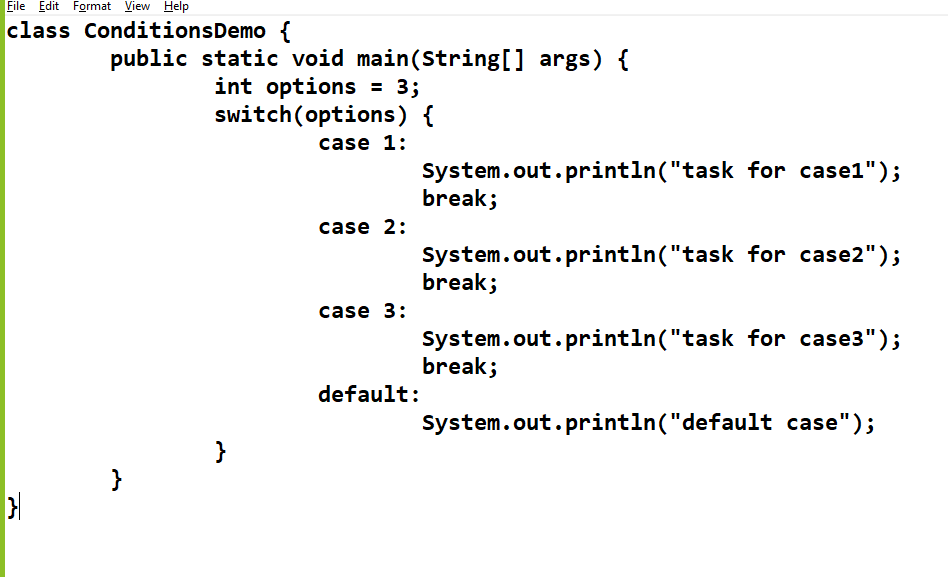 File Edit Format View Help
class ConditionsDemo {
        public static void main(String[] args) {
                int options = 3;
                switch(options) {
                        case 1:
                                System.out.println("task for case1");
                                break;
                        case 2:
                                System.out.println("task for case2");
                                break;
                        case 3:
                                System.out.println("task for case3");
                                break;
                        default:
                                System.out.println("default case");
                }
        }
}